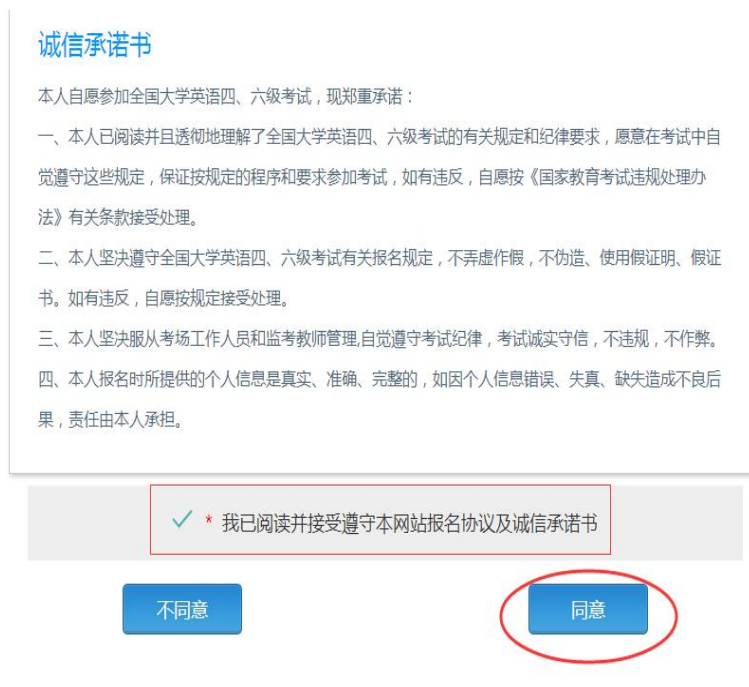 诚信承诺书
本人自愿参加全国大学英语四、六级考试，现郑重承诺：
一、本人已阅读并且透彻地理解了全国大学英语四、六级考试的有关规定和纪律要求，愿意在考试中自
觉遵守这些规定，保证按规定的程序和要求参加考试，如有违反，自愿按《国家教育考试违规处理办
法》有关条款接受处理。
二、本人坚决遵守全国大学英语四、六级考试有关报名规定，不弄虚作假，不伪造、使用假证明、假证
书。如有违反，自愿按规定接受处理。
三、本人坚决服从考场工作人员和监考教师管理,自觉遵守考试纪律，考试诚实守信，不违规，不作弊。
四、本人报名时所提供的个人信息是真实、准确、完整的，如因个人信息错误、失真、缺失造成不良后
果，责任由本人承担。
* 我已阅读并接受遵守本网站报名协议及诚信承诺书
不同意 同意